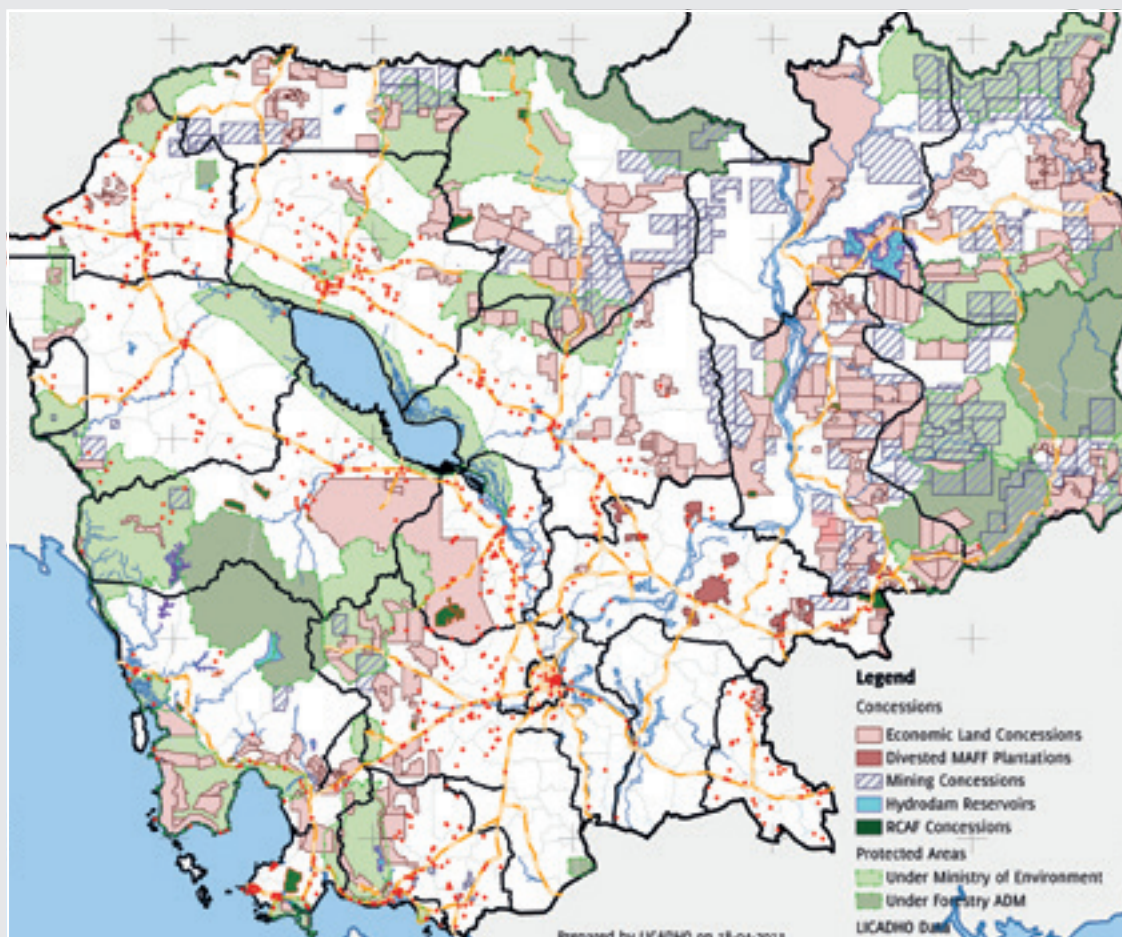 Legend
Concessions
Economic Land Concessions
Divested MAFF Plantations
Mining Concessions
Hydrodam Reservoirs
RCAF Concessions
Protected Areas
Under Ministry of Environment
Under Forestry ADM
LICADHO Data
Prepared by LICADHO on